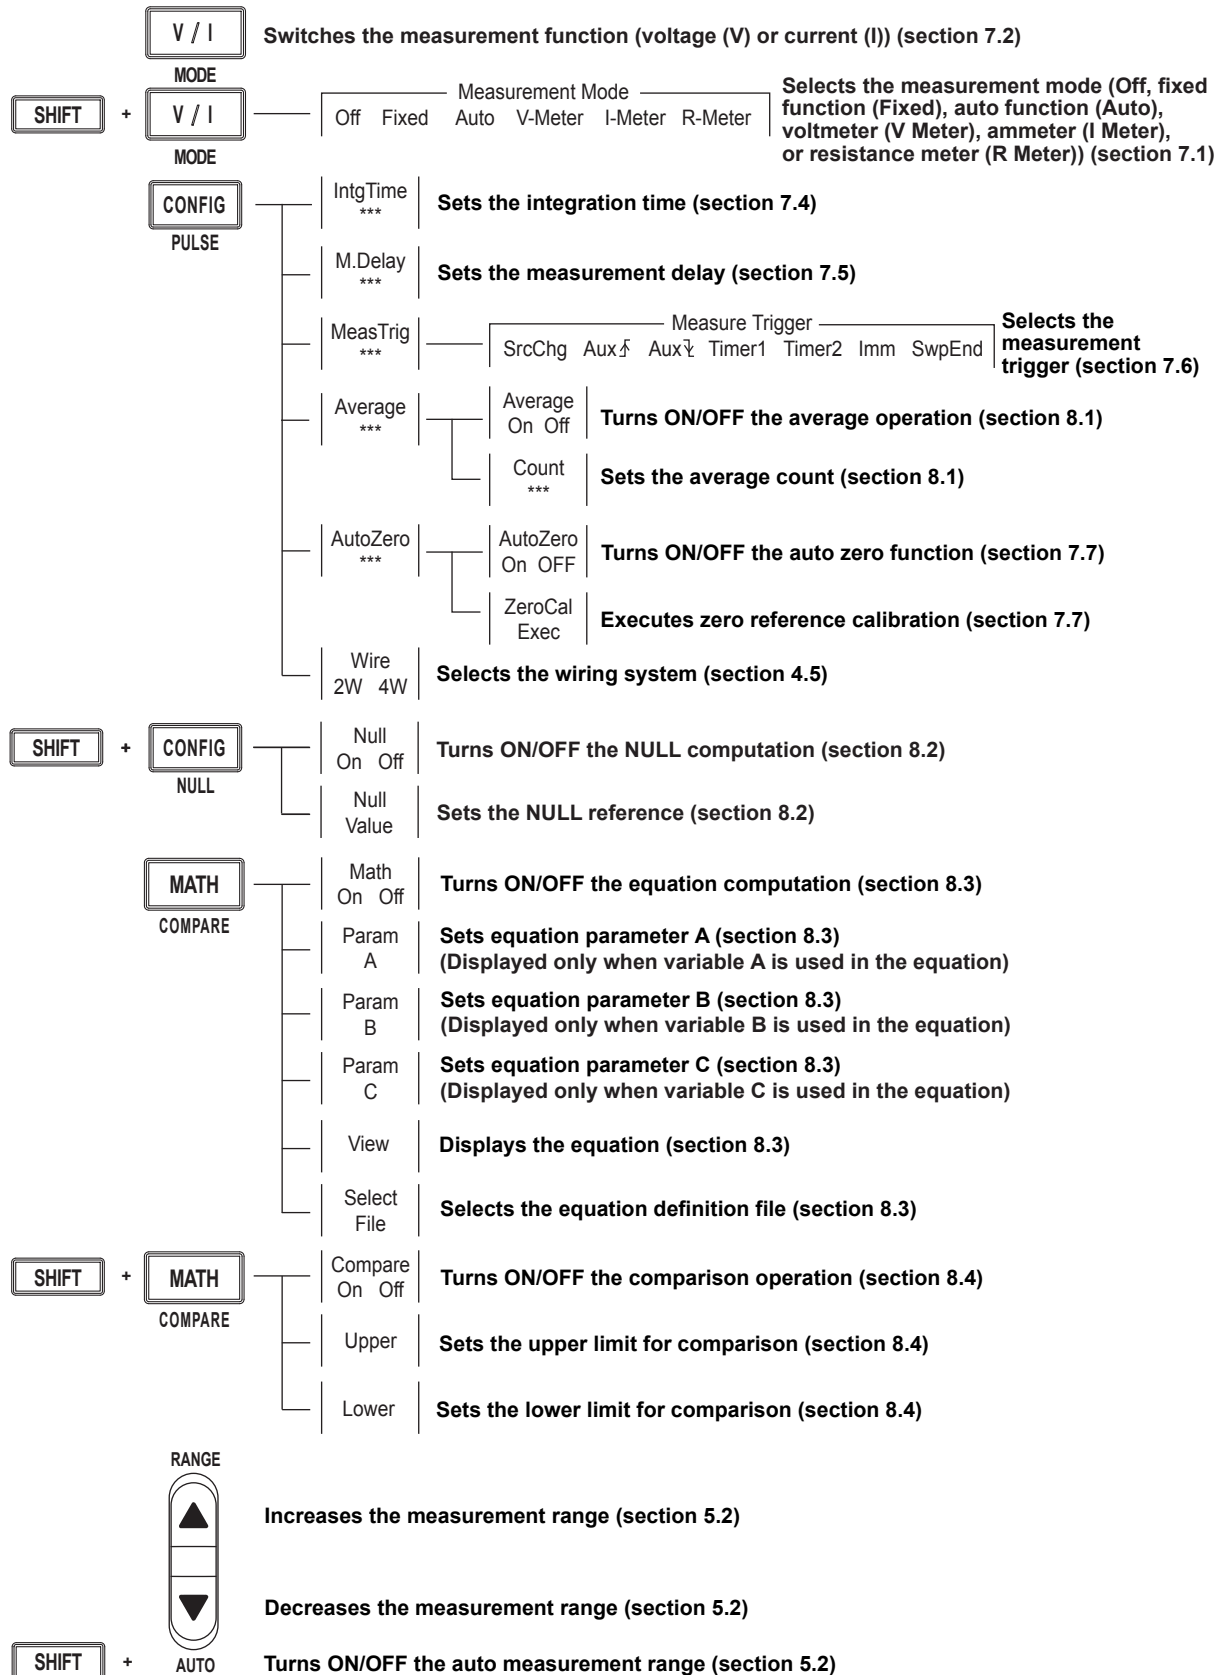 V / I
Switches the measurement function (voltage (V) or current (I)) (section 7.2)
MODE
SHIFT + V / I
MODE
Measurement Mode
Off Fixed Auto V-Meter I-Meter R-Meter
Selects the measurement mode (Off, fixed
function (Fixed), auto function (Auto),
voltmeter (V Meter), ammeter (I Meter),
or resistance meter (R Meter)) (section 7.1)
CONFIG
PULSE
IntgTime
***
Sets the integration time (section 7.4)
M.Delay
***
Sets the measurement delay (section 7.5)
MeasTrig
***
Measure Trigger
SrcChg Aux Aux Timer1 Timer2 Imm SwpEnd
Selects the
measurement
trigger (section 7.6)
Average
***
Average
On Off
Turns ON/OFF the average operation (section 8.1)
Count
***
Sets the average count (section 8.1)
AutoZero
***
AutoZero
On OFF
Turns ON/OFF the auto zero function (section 7.7)
ZeroCal
Exec
Executes zero reference calibration (section 7.7)
Wire
2W 4W
Selects the wiring system (section 4.5)
SHIFT + CONFIG
NULL
Null
On Off
Turns ON/OFF the NULL computation (section 8.2)
Null
Value
Sets the NULL reference (section 8.2)
MATH
COMPARE
Math
On Off
Turns ON/OFF the equation computation (section 8.3)
Param
A
Sets equation parameter A (section 8.3)
(Displayed only when variable A is used in the equation)
Param
B
Sets equation parameter B (section 8.3)
(Displayed only when variable B is used in the equation)
Param
C
Sets equation parameter C (section 8.3)
(Displayed only when variable C is used in the equation)
View
Displays the equation (section 8.3)
Select
File
Selects the equation definition file (section 8.3)
SHIFT + MATH
COMPARE
Compare
On Off
Turns ON/OFF the comparison operation (section 8.4)
Upper
Sets the upper limit for comparison (section 8.4)
Lower
Sets the lower limit for comparison (section 8.4)
RANGE
Increases the measurement range (section 5.2)
Decreases the measurement range (section 5.2)
SHIFT + AUTO
Turns ON/OFF the auto measurement range (section 5.2)